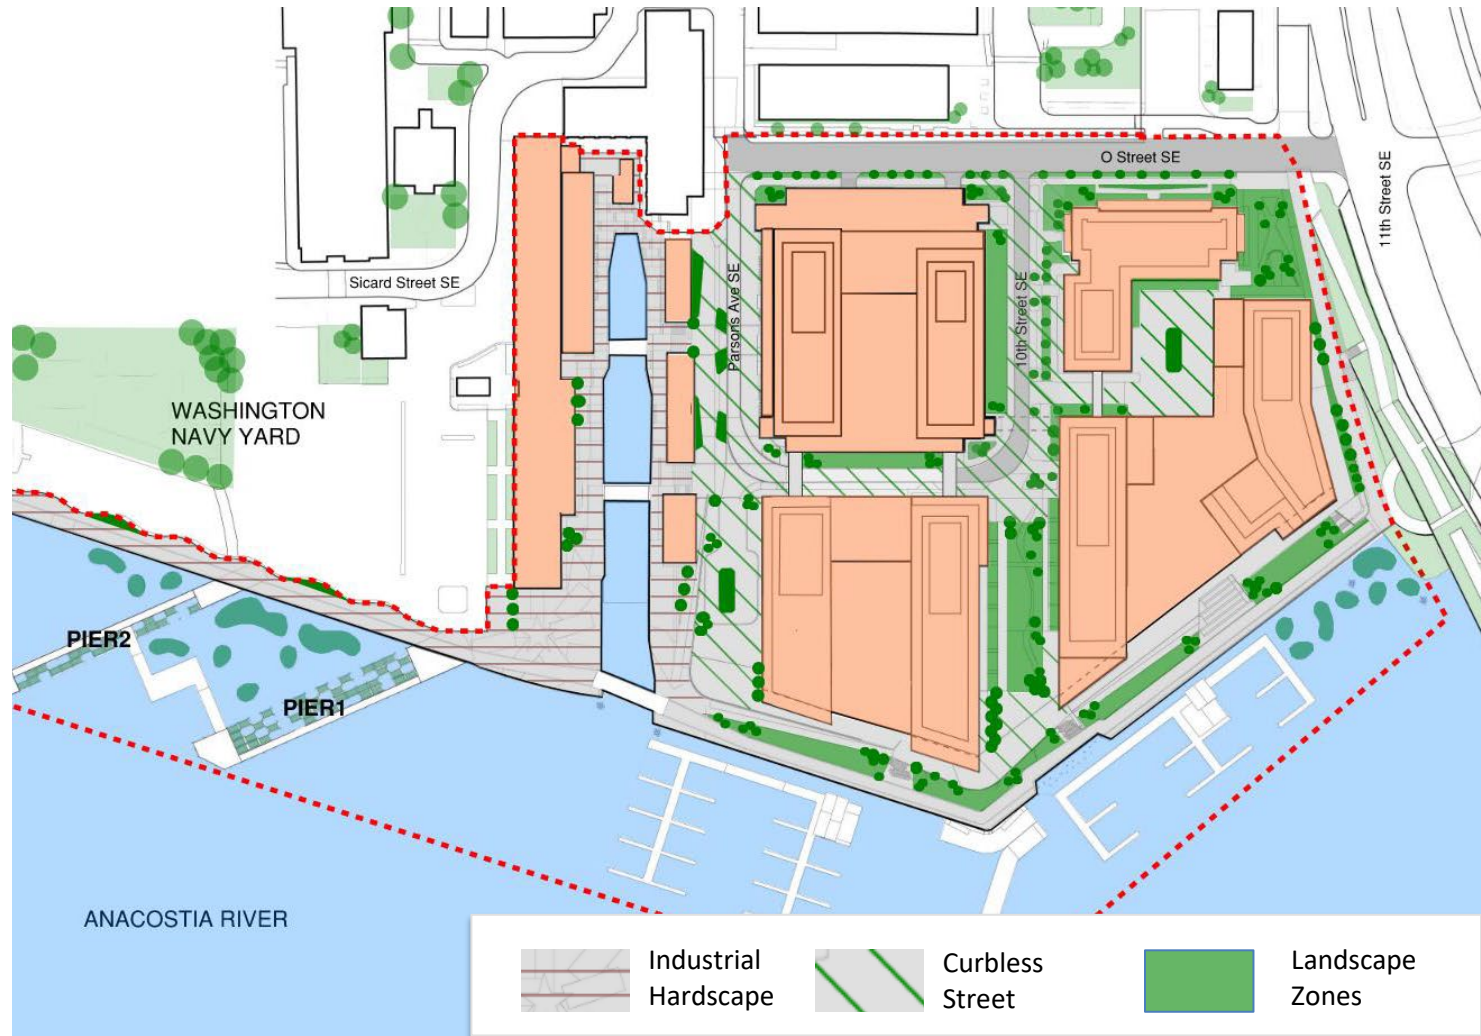 O Street SE
11th Street SE
Sicard Street SE
Parsons Ave SE
10th Street SE
WASHINGTON
NAVY YARD
PIER2
PIER1
ANACOSTIA RIVER
Industrial
Hardscape
Curbless
Street
Landscape
Zones